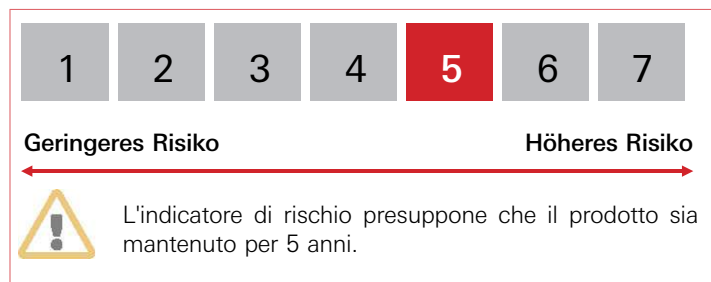 1 2 3 4 5 6 7
Geringeres Risiko Höheres Risiko
L'indicatore di rischio presuppone che il prodotto sia
mantenuto per 5 anni.